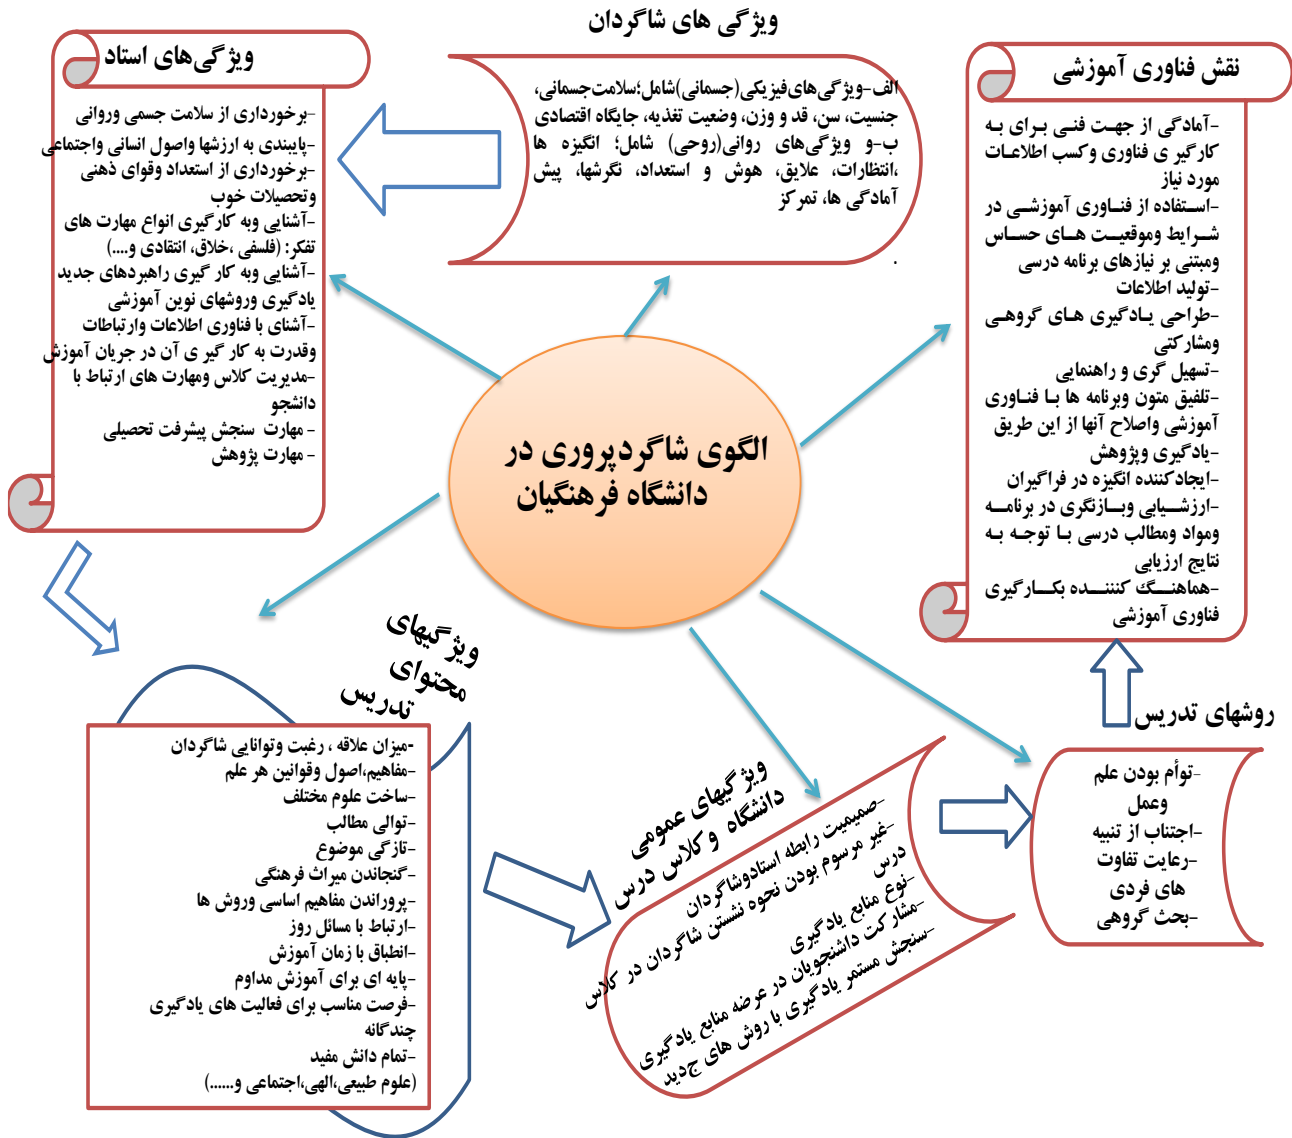 ویژگی های شاگردان
الف-ویژگی‌های‌فیزیکی(جسمانی)شامل؛سلامت‌جسمانی،
جنسیت، سن، قد و وزن، وضعیت تغذیه، جایگاه اقتصادی
ب-و ویژگی‌های روانی(روحی) شامل؛ انگیزه ها
،انتظارات، علایق، هوش و استعداد، نگرشها، پیش
آمادگی ها، تمرکز
.
نقش فناوری آموزشی
-آمادگی از جهت فنی برای به
کارگیر ی فناوری وکسب اطلاعات
مورد نیاز
-استفاده از فناوری آموزشی در
شرایط وموقعیت های حساس
ومبتنی بر نیازهای برنامه درسی
-تولید اطلاعات
-طراحی یادگیری های گروهی
ومشارکتی
-تسهیل گری و راهنمایی
-تلفیق متون وبرنامه ها با فناوری
آموزشی واصلاح آنها از این طریق
-یادگیری وپژوهش
-ایجادکننده انگیزه در فراگیران
-ارزشیابی وبازنگری در برنامه
ومواد ومطالب درسی با توجه به
نتایج ارزیابی
-هماهنگ کنننده بکارگیری
فناوری آموزشی
ویژگی‌های استاد
-برخورداری از سلامت جسمی وروانی
-پایبندی به ارزشها واصول انسانی واجتماعی
-برخورداری از استعداد وقوای ذهنی
وتحصیلات خوب
-آشنایی وبه کارگیری انواع مهارت های
تفکر: (فلسفی ،خلاق، انتقادی و....)
-آشنایی وبه کار گیری راهبردهای جدید
یادگیری وروشهای نوین آموزشی
-آشنای با فناوری اطلاعات وارتباطات
وقدرت به کار گیر ی آن در جریان آموزش
-مدیریت کلاس ومهارت های ارتباط با
دانشجو
- مهارت سنجش پیشرفت تحصیلی
- مهارت پژوهش
الگوی شاگردپروری در
دانشگاه فرهنگیان
ویژگیهای
محتوای
تدریس
-میزان علاقه ، رغبت وتوانایی شاگردان
-مفاهیم،اصول وقوانین هر علم
-ساخت علوم مختلف
-توالی مطالب
-تازگی موضوع
-گنجاندن میراث فرهنگی
-پروراندن مفاهیم اساسی وروش ها
-ارتباط با مسائل روز
-انطباق با زمان آموزش
-پایه ای برای آموزش مداوم
-فرصت مناسب برای فعالیت های یادگیری
چندگانه
-تمام دانش مفید
(علوم طبیعی،الهی،اجتماعی و......)
ویژگیهای عمومی
دانشگاه وکلاس درس
-صمیمیت رابطه استادوشاگردان
-غیر مرسوم بودن نحوه نشستن شاگردان در کلاس
درس
-نوع منابع یادگیری
-مشارکت داشنجویان در عرضه منابع یادگیری
-سنجش مستمر یادگیری با روش های ج‌دید
روشهای تدریس
-توأم بودن علم
وعمل
-اجتناب از تنبیه
-رعایت تفاوت
های فردی
-بحث گروهی